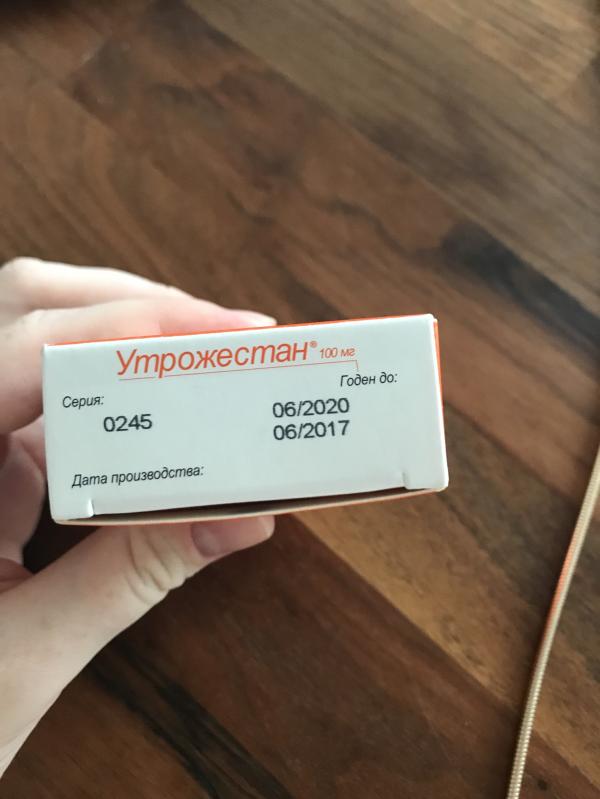 Утрожестан® 100 мг
Годен до:
Серия:
06/2020
0245
06/2017
Дата производства: